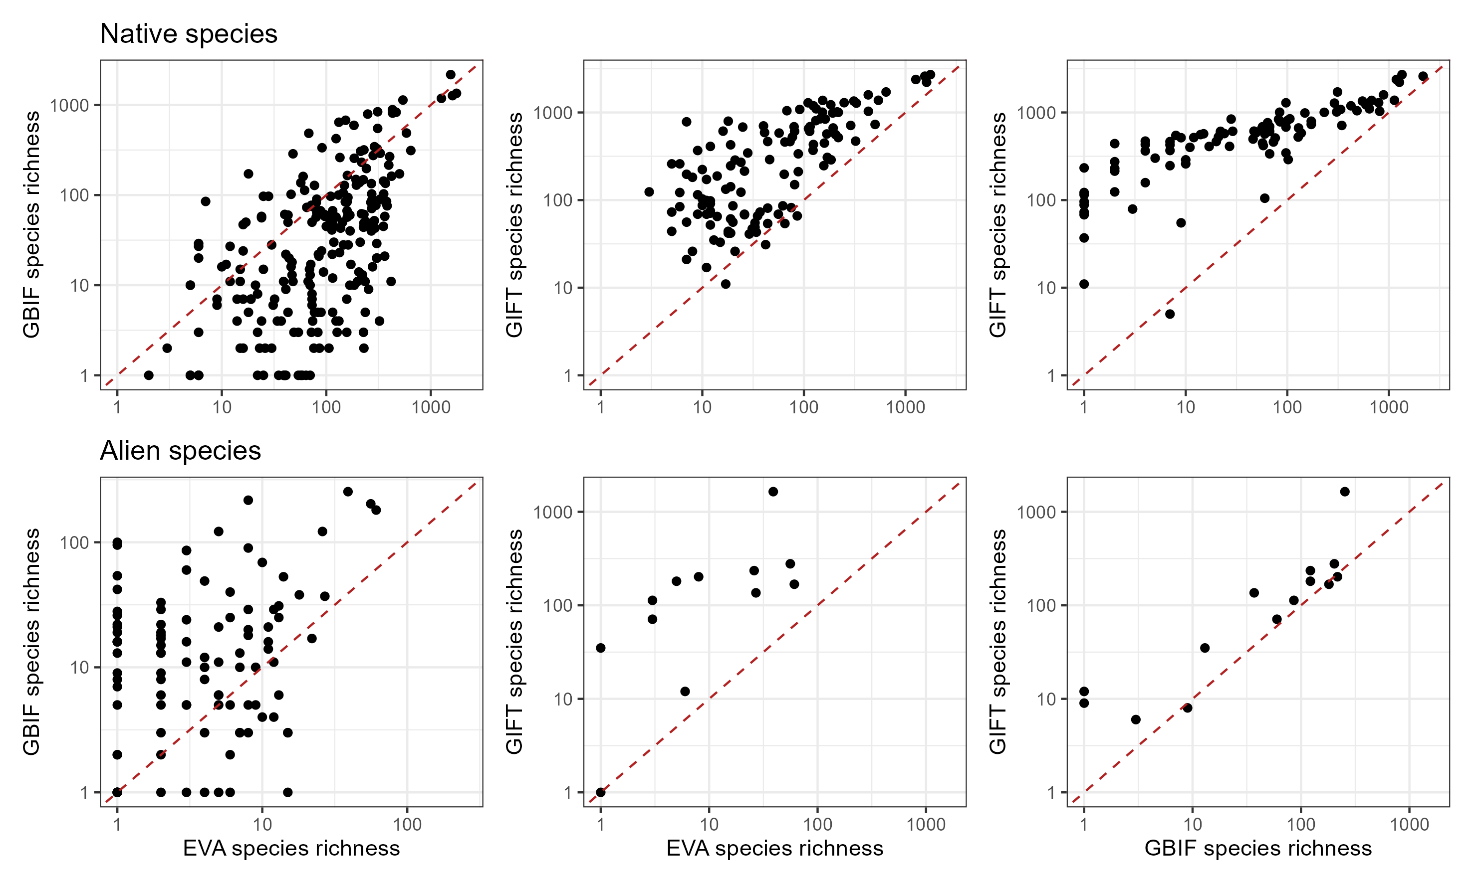 Native species
GBIF species richness
1000
100
10
1
1 10 100 1000
GIFT species richness
1000
100
10
1
1 10 100 1000
GIFT species richness
1000
100
10
1
1 10 100 1000
Alien species
GBIF species richness
100
10
1
1 10 100
EVA species richness
GIFT species richness
1000
100
10
1
1 10 100 1000
EVA species richness
GIFT species richness
1000
100
10
1
1 10 100 1000
GBIF species richness